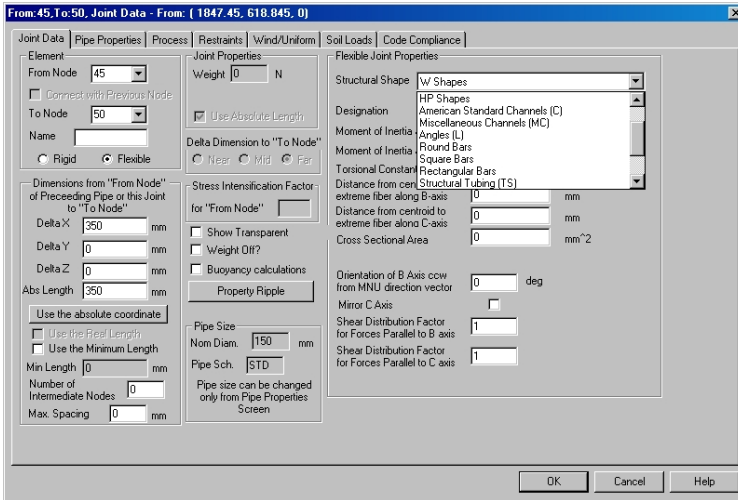 From:45,To:50, Joint Data - From: ( 1847.45, 618.845, 0)
Joint Data
Pipe Properties
Process
Restraints
Wind/Uniform
Soil Loads
Code Compliance
Element
From Node 45
Connect with Previous Node
To Node 50
Name
Rigid Flexible
Dimensions from "From Node"
of Preceeding Pipe or this Joint
to "To Node"
Delta X 350 mm
Delta Y 0 mm
Delta Z 0 mm
Abs Length 350 mm
Use the absolute coordinate
Use the Real Length
Use the Minimum Length
Min Length 0 mm
Number of
Intermediate Nodes 0
Max. Spacing 0 mm
Joint Properties
Weight 0 N
Use Absolute Length
Delta Dimension to "To Node"
Near Mid Far
Stress Intensification Factor
for "From Node"
Show Transparent
Weight Off?
Buoyancy calculations
Property Ripple
Pipe Size
Nom Diam. 150 mm
Pipe Sch. STD
Pipe size can be changed
only from Pipe Properties
Screen
Flexible Joint Properties
Structural Shape W Shapes
HP Shapes
American Standard Channels (C)
Miscellaneous Channels (MC)
Angles (L)
Round Bars
Square Bars
Rectangular Bars
Structural Tubing (TS)
Designation
Moment of Inertia
Moment of Inertia
Torsional Constant
Distance from cen
extreme fiber along B-axis 0 mm
Distance from centroid to
extreme fiber along C-axis 0 mm
Cross Sectional Area 0 mm^2
Orientation of B Axis ccw
from MNU direction vector 0 deg
Mirror C Axis
Shear Distribution Factor
for Forces Parallel to B axis 1
Shear Distribution Factor
for Forces Parallel to C axis 1
OK
Cancel
Help